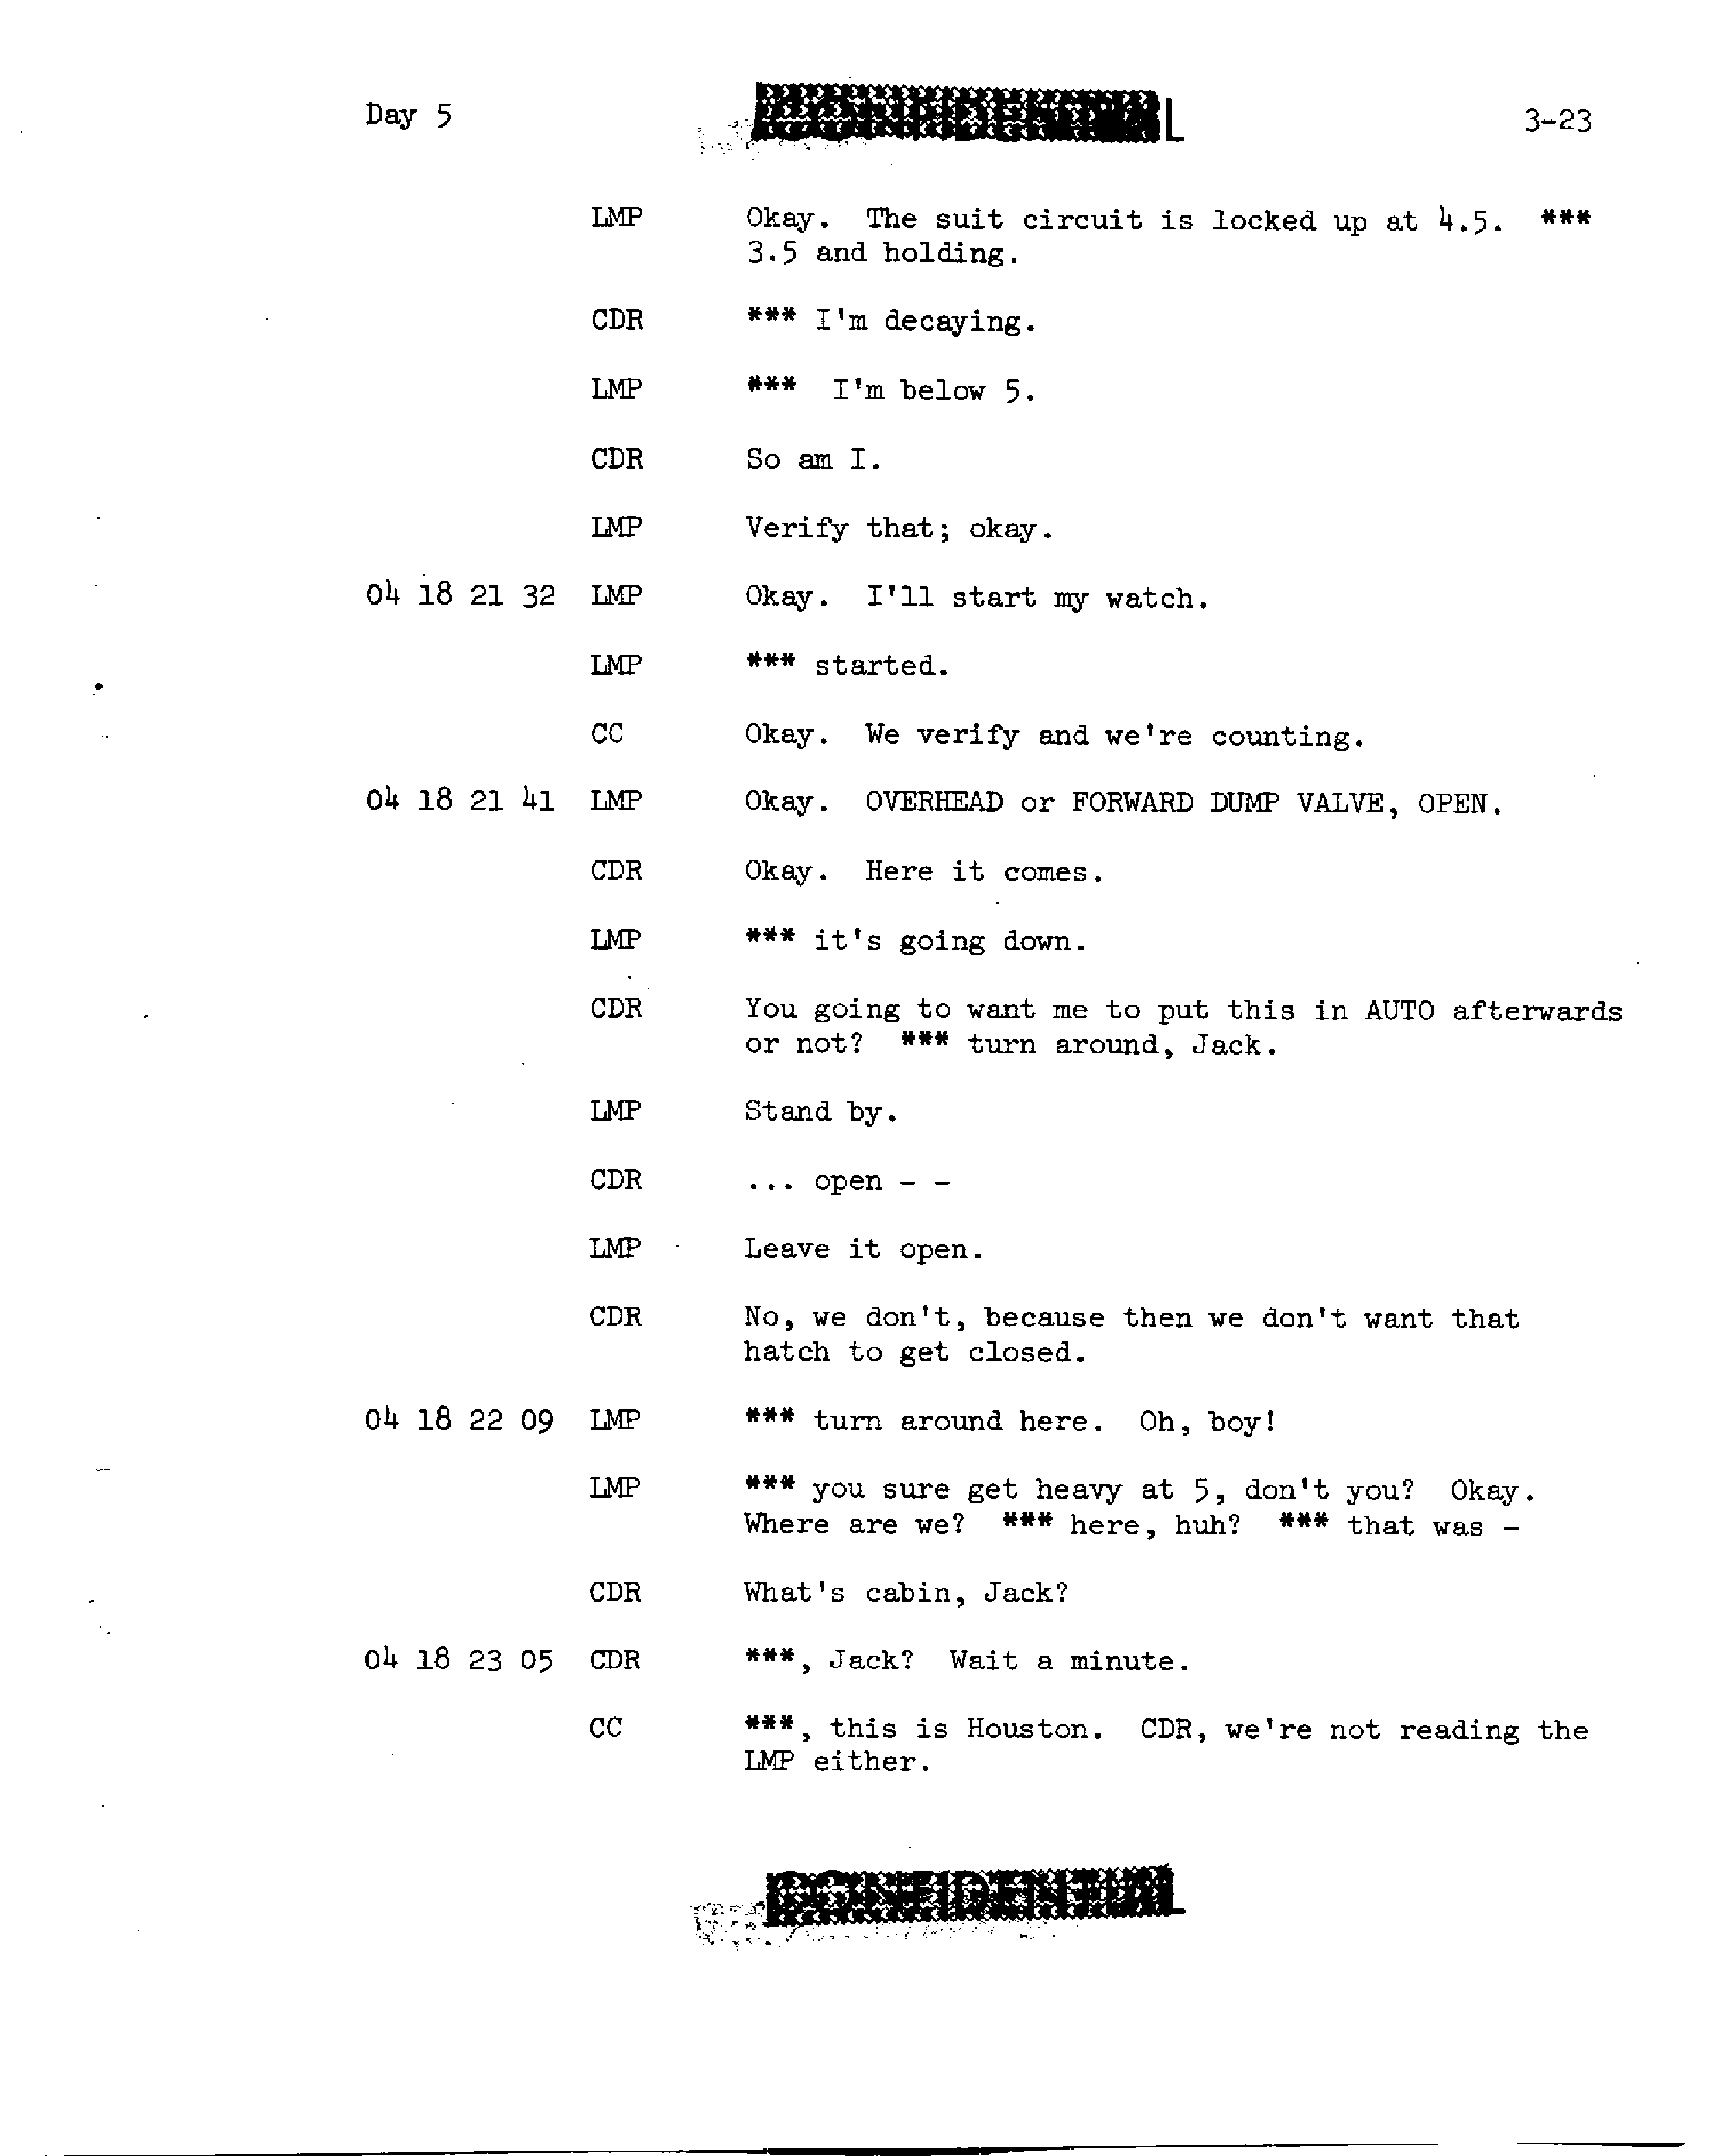 Day 5
CONFIDENTIAL
3-23
LMP Okay. The suit circuit is locked up at 4.5. ***
3.5 and holding.
CDR *** I'm decaying.
LMP *** I'm below 5.
CDR So am I.
LMP Verify that; okay.
04 18 21 32 LMP Okay. I'll start my watch.
LMP *** started.
CC Okay. We verify and we're counting.
04 18 21 41 LMP Okay. OVERHEAD or FORWARD DUMP VALVE, OPEN.
CDR Okay. Here it comes.
LMP *** it's going down.
CDR You going to want me to put this in AUTO afterwards
or not? *** turn around, Jack.
LMP Stand by.
CDR ... open - -
LMP Leave it open.
CDR No, we don't, because then we don't want that
hatch to get closed.
04 18 22 09 LMP *** turn around here. Oh, boy!
LMP *** you sure get heavy at 5, don't you? Okay.
Where are we? *** here, huh? *** that was -
CDR What's cabin, Jack?
04 18 23 05 CDR ***, Jack? Wait a minute.
CC ***, this is Houston. CDR, we're not reading the
LMP either.
CONFIDENTIAL